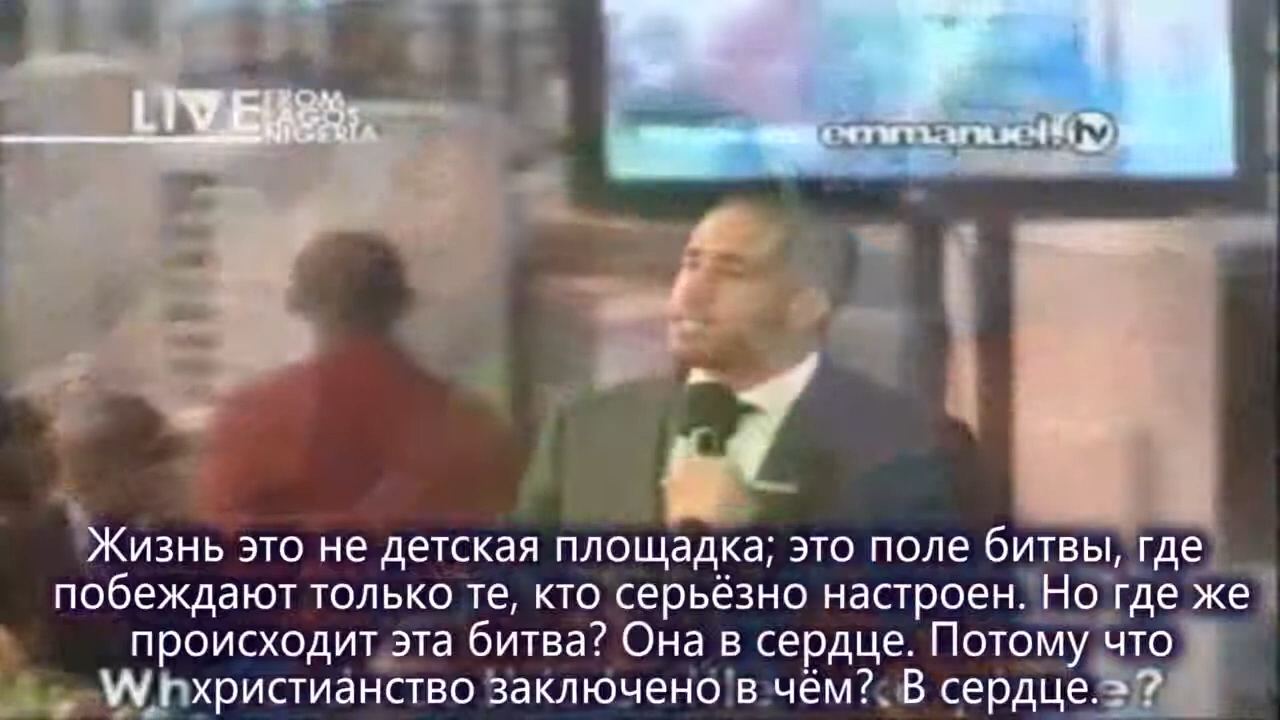 LIVE
FROM
LAGOS
NIGERIA
emmanuel.tv
Жизнь это не детская площадка; это поле битвы, где
побеждают только те, кто серьёзно настроен. Но где же
происходит эта битва? Она в сердце. Потому что
христианство заключено в чём? В сердце.